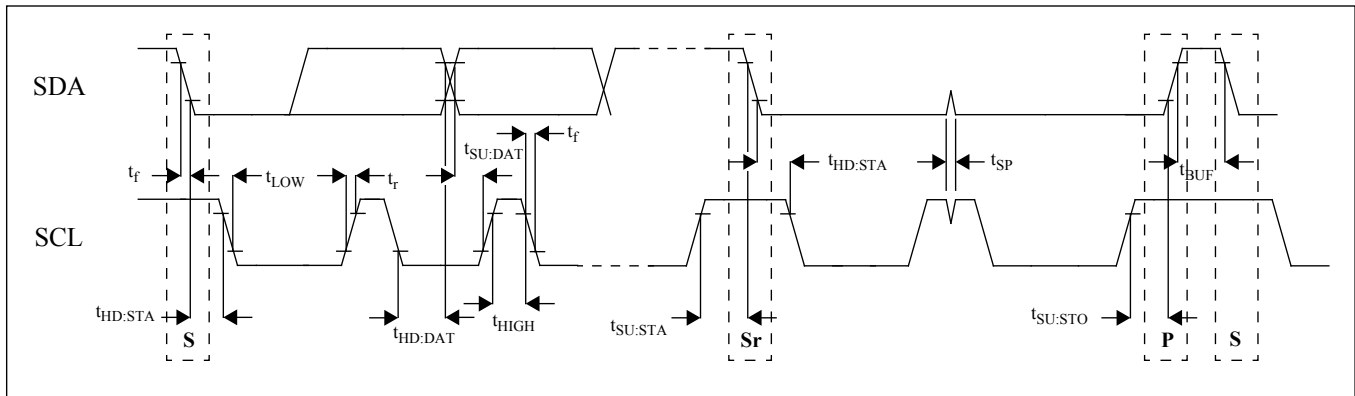 SDA
t_f
t_SU:DAT
t_HD:STA
t_SP
t_BUF
t_f
t_LOW
t_r
SCL
t_HD:STA
t_HD:DAT
t_HIGH
t_SU:STA
t_SU:STO
S
Sr
P
S